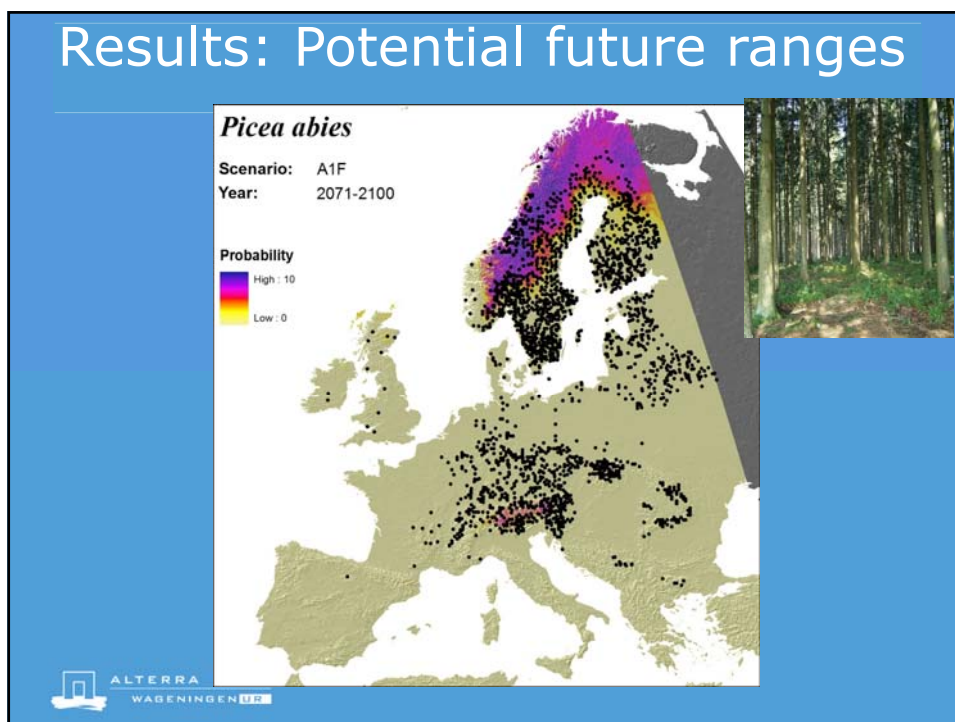 Results: Potential future ranges
Picea abies
Scenario: A1F
Year: 2071-2100
Probability
High : 10
Low : 0
ALTERRA
WAGENINGEN UR